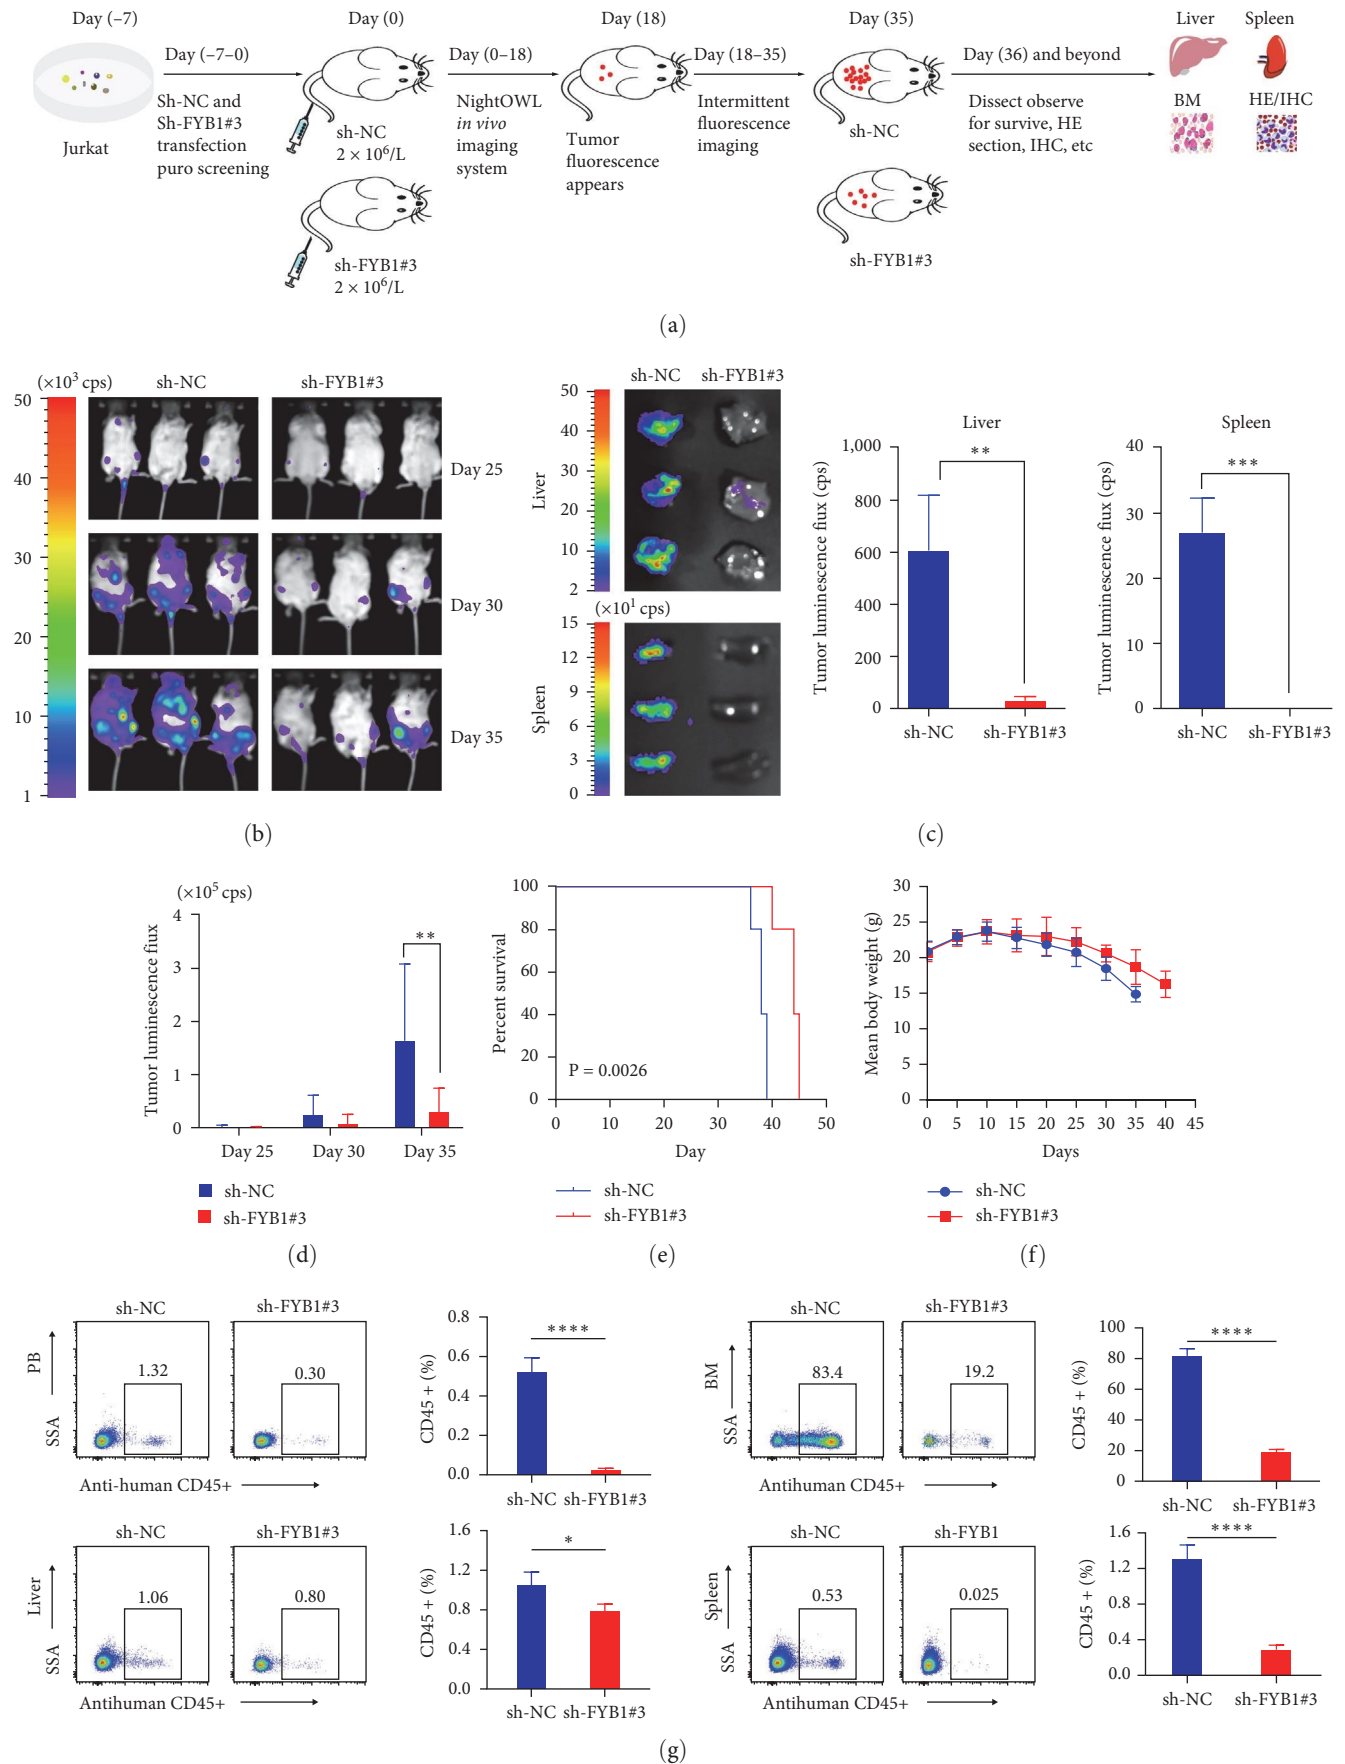 Day (–7)
Day (0)
Day (18)
Day (35)
Liver
Spleen
Day (–7–0)
Day (0–18)
Day (18–35)
Day (36) and beyond
Sh-NC and
Sh-FYB1#3
transfection
puro screening
Jurkat
sh-NC
2 × 10⁶/L
NightOWL
in vivo
imaging
system
Tumor
fluorescence
appears
Intermittent
fluorescence
imaging
sh-NC
Dissect observe
for survive, HE
section, IHC, etc
BM
HE/IHC
sh-FYB1#3
2 × 10⁶/L
sh-FYB1#3
(a)
(×10³ cps)
sh-NC
sh-FYB1#3
50
40
30
20
10
1
Day 25
Day 30
Day 35
(b)
sh-NC
sh-FYB1#3
50
40
30
20
10
2
Liver
(×10¹ cps)
15
12
9
6
3
0
Spleen
Liver
Tumor luminescence flux (cps)
1,000
800
600
400
200
0
**
sh-NC
sh-FYB1#3
Spleen
Tumor luminescence flux (cps)
40
30
20
10
0
***
sh-NC
sh-FYB1#3
(c)
(×10⁵ cps)
Tumor luminescence flux
4
3
2
1
0
**
Day 25
Day 30
Day 35
sh-NC
sh-FYB1#3
(d)
Percent survival
100
80
60
40
20
0
P = 0.0026
0
10
20
30
40
50
Day
sh-NC
sh-FYB1#3
(e)
Mean body weight (g)
30
25
20
15
10
5
0
0
5
10
15
20
25
30
35
40
45
Days
sh-NC
sh-FYB1#3
(f)
sh-NC
sh-FYB1#3
PB
SSA
1.32
0.30
Anti-human CD45+
CD45 + (%)
0.8
0.6
0.4
0.2
0.0
****
sh-NC
sh-FYB1#3
sh-NC
sh-FYB1#3
BM
SSA
83.4
19.2
Antihuman CD45+
CD45 + (%)
100
80
60
40
20
0
****
sh-NC
sh-FYB1#3
sh-NC
sh-FYB1#3
Liver
SSA
1.06
0.80
Antihuman CD45+
CD45 + (%)
1.6
1.2
0.8
0.4
0.0
*
sh-NC
sh-FYB1#3
sh-NC
sh-FYB1
Spleen
SSA
0.53
0.025
Antihuman CD45+
CD45 + (%)
1.6
1.2
0.8
0.4
0.0
****
sh-NC
sh-FYB1#3
(g)